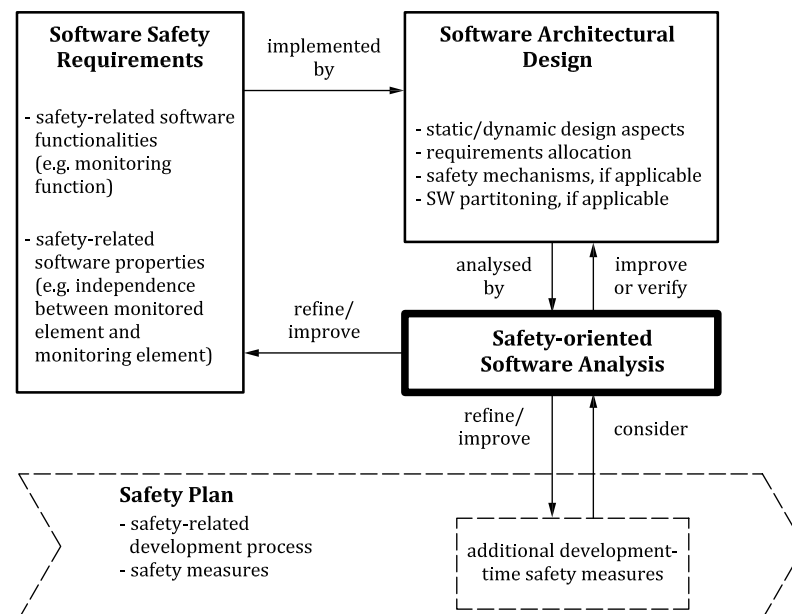 Software Safety
Requirements
- safety-related software
functionalities
(e.g. monitoring
function)
- safety-related
software properties
(e.g. independence
between monitored
element and
monitoring element)
implemented
by
Software Architectural
Design
- static/dynamic design aspects
- requirements allocation
- safety mechanisms, if applicable
- SW partitoning, if applicable
analysed
by
improve
or verify
refine/
improve
Safety-oriented
Software Analysis
refine/
improve
consider
Safety Plan
- safety-related
development process
- safety measures
additional development-
time safety measures